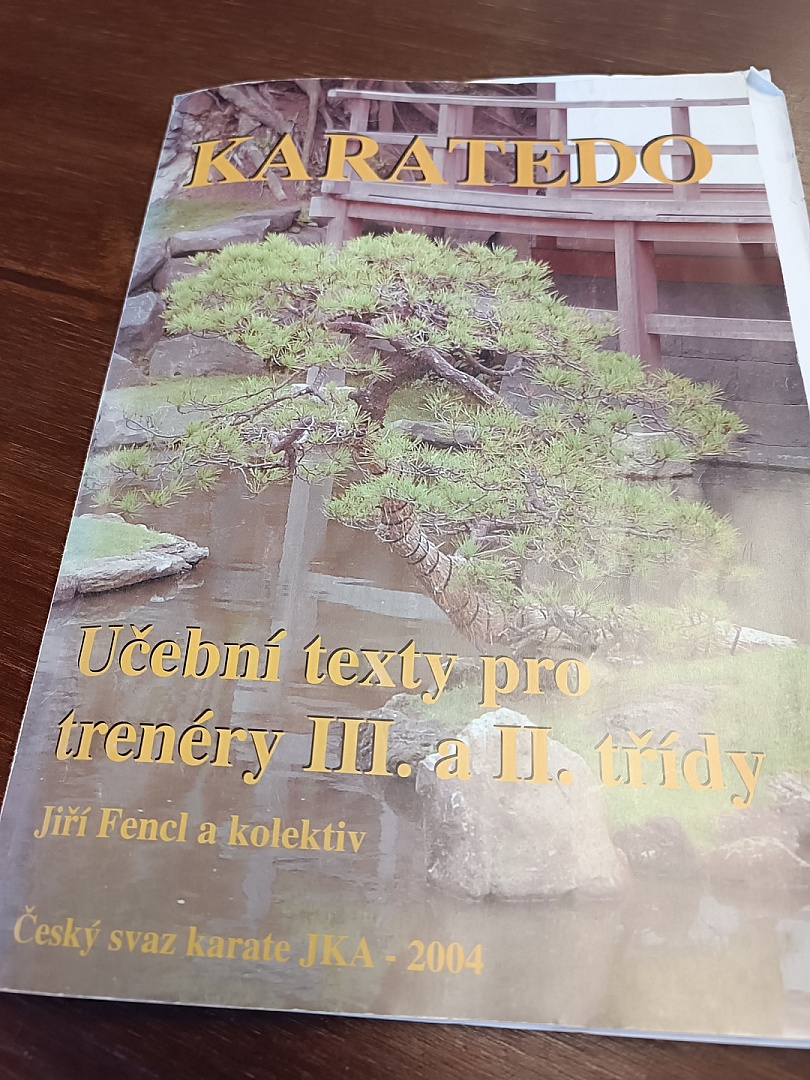 KARATEDO
Učební texty pro
trenéry III. a II. třídy
Jiří Fencl a kolektiv
Český svaz karate JKA - 2004